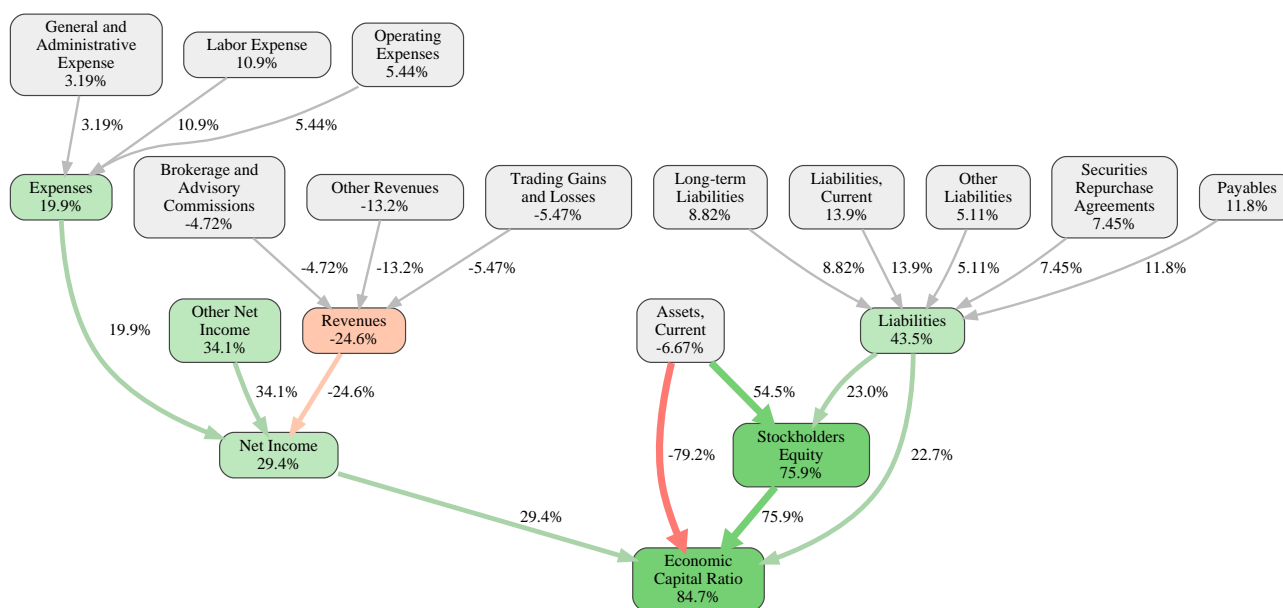 General and
Administrative
Expense
3.19%
Labor Expense
10.9%
Operating
Expenses
5.44%
3.19%
10.9%
5.44%
Expenses
19.9%
Brokerage and
Advisory
Commissions
-4.72%
Other Revenues
-13.2%
Trading Gains
and Losses
-5.47%
Long-term
Liabilities
8.82%
Liabilities,
Current
13.9%
Other
Liabilities
5.11%
Securities
Repurchase
Agreements
7.45%
Payables
11.8%
-4.72%
-13.2%
-5.47%
8.82%
13.9%
5.11%
7.45%
11.8%
19.9%
Other Net
Income
34.1%
Revenues
-24.6%
Assets,
Current
-6.67%
Liabilities
43.5%
34.1%
-24.6%
54.5%
23.0%
Net Income
29.4%
-79.2%
Stockholders
Equity
75.9%
22.7%
29.4%
75.9%
Economic
Capital Ratio
84.7%